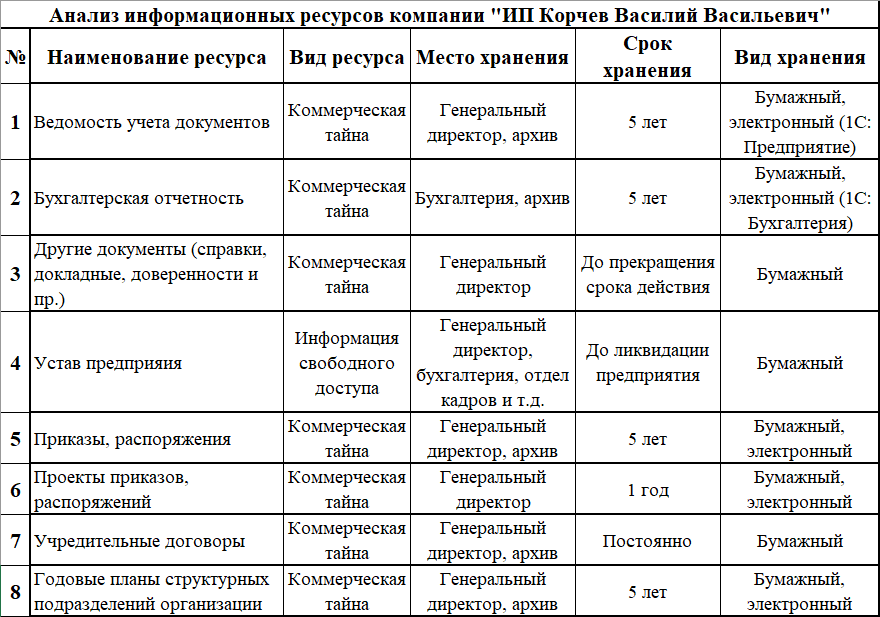 Анализ информационных ресурсов компании "ИП Корчев Василий Васильевич"
№ Наименование ресурса Вид ресурса Место хранения Срок хранения Вид хранения
1 Ведомость учета документов Коммерческая тайна Генеральный директор, архив 5 лет Бумажный, электронный (1С: Предприятие)
2 Бухгалтерская отчетность Коммерческая тайна Бухгалтерия, архив 5 лет Бумажный, электронный (1С: Бухгалтерия)
3 Другие документы (справки, докладные, доверенности и пр.) Коммерческая тайна Генеральный директор До прекращения срока действия Бумажный
4 Устав предприяия Информация свободного доступа Генеральный директор, бухгалтерия, отдел кадров и т.д. До ликвидации предприятия Бумажный
5 Приказы, распоряжения Коммерческая тайна Генеральный директор, архив 5 лет Бумажный, электронный
6 Проекты приказов, распоряжений Коммерческая тайна Генеральный директор 1 год Бумажный, электронный
7 Учредительные договоры Коммерческая тайна Генеральный директор, архив Постоянно Бумажный
8 Годовые планы структурных подразделений организации Коммерческая тайна Генеральный директор, архив 5 лет Бумажный, электронный